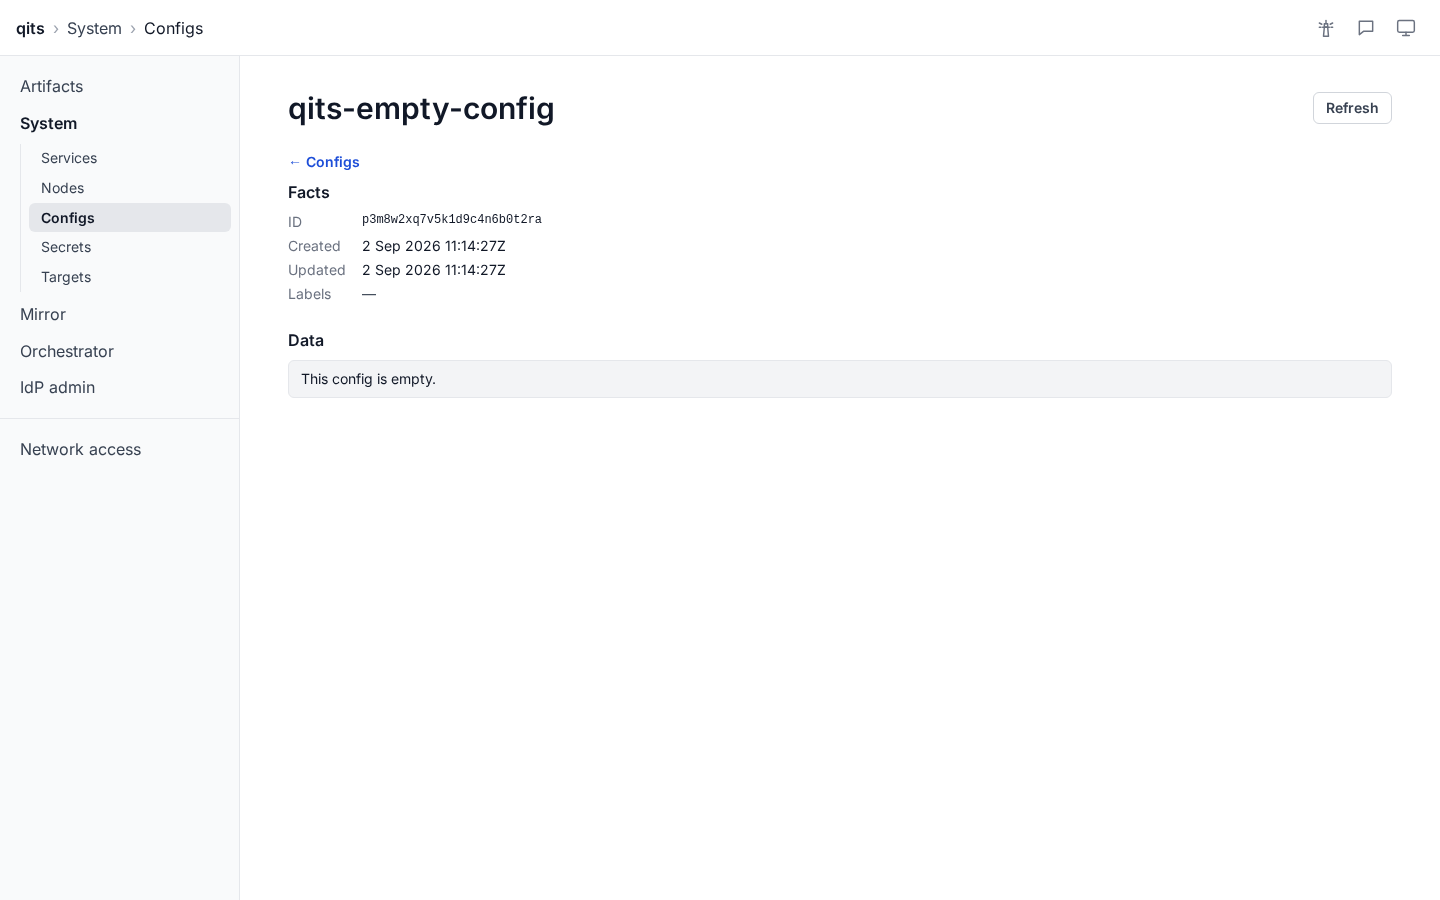 qits › System › Configs
Artifacts
System
Services
Nodes
Configs
Secrets
Targets
Mirror
Orchestrator
IdP admin
Network access
qits-empty-config
Refresh
← Configs
Facts
ID p3m8w2xq7v5k1d9c4n6b0t2ra
Created 2 Sep 2026 11:14:27Z
Updated 2 Sep 2026 11:14:27Z
Labels —
Data
This config is empty.